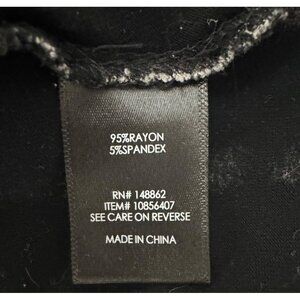 95%RAYON
5%SPANDEX
RN# 148862
ITEM# 10856407
SEE CARE ON REVERSE
MADE IN CHINA